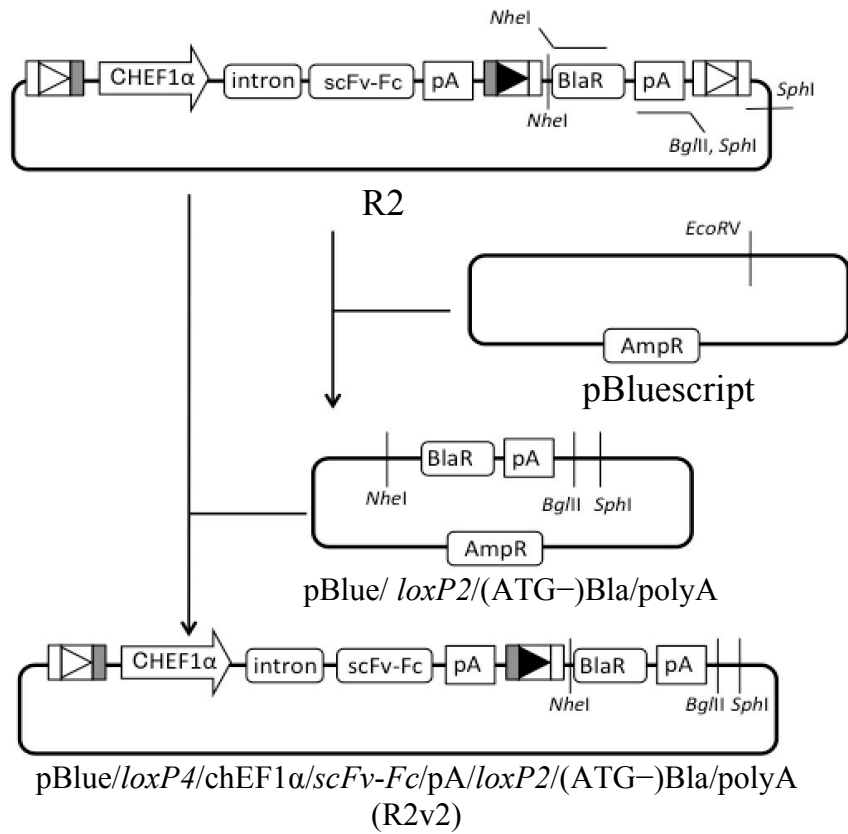 NheI
CHEF1α intron scFv-Fc pA BlaR pA
SphI
NheI
BglII, SphI
R2
EcoRV
AmpR
pBluescript
BlaR pA
NheI BglII SphI
AmpR
pBlue/ loxP2/(ATG−)Bla/polyA
CHEF1α intron scFv-Fc pA BlaR pA
NheI BglII SphI
pBlue/loxP4/chEF1α/scFv-Fc/pA/loxP2/(ATG−)Bla/polyA
(R2v2)